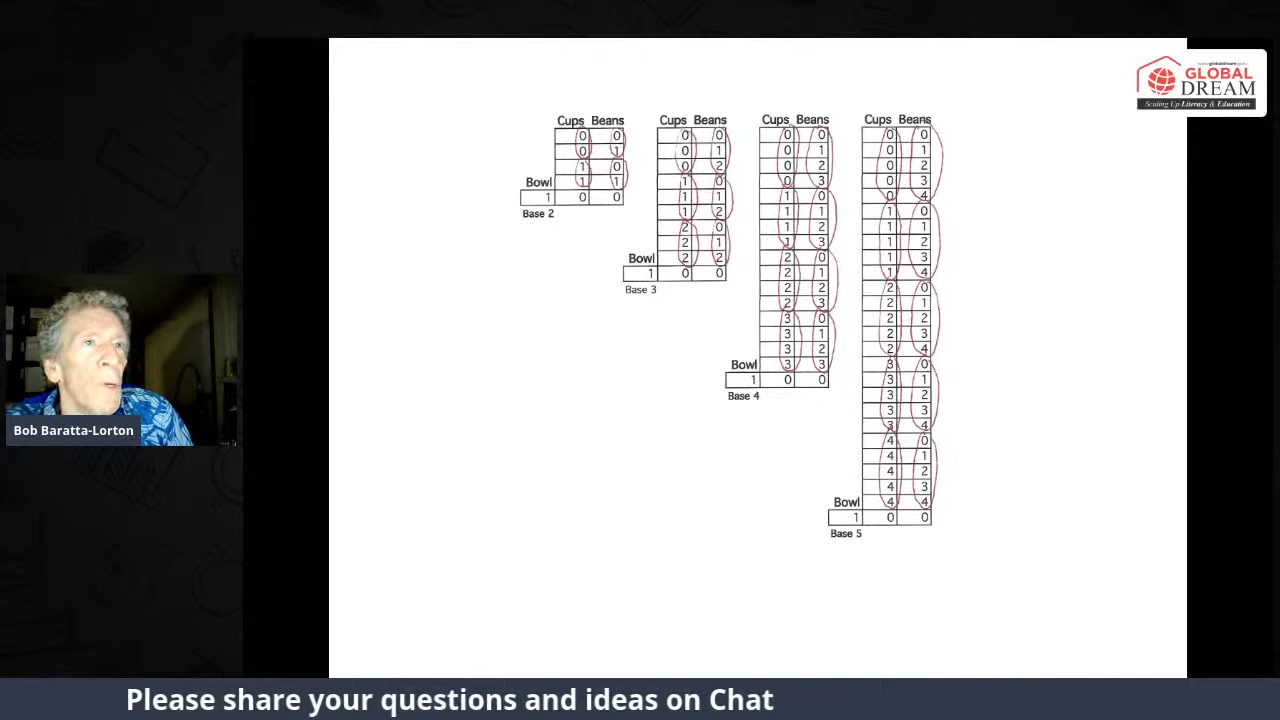 www.globaldream.guru
GLOBAL
DREAM
Scaling Up Literacy & Education
Cups Beans
0 0
0 1
1 0
1 1
Bowl
1 0 0
Base 2
Cups Beans
0 0
0 1
0 2
1 0
1 1
1 2
2 0
2 1
2 2
Bowl
1 0 0
Base 3
Cups Beans
0 0
0 1
0 2
0 3
1 0
1 1
1 2
1 3
2 0
2 1
2 2
2 3
3 0
3 1
3 2
3 3
Bowl
1 0 0
Base 4
Cups Beans
0 0
0 1
0 2
0 3
0 4
1 0
1 1
1 2
1 3
1 4
2 0
2 1
2 2
2 3
2 4
3 0
3 1
3 2
3 3
3 4
4 0
4 1
4 2
4 3
4 4
Bowl
1 0 0
Base 5
Bob Baratta-Lorton
Please share your questions and ideas on Chat